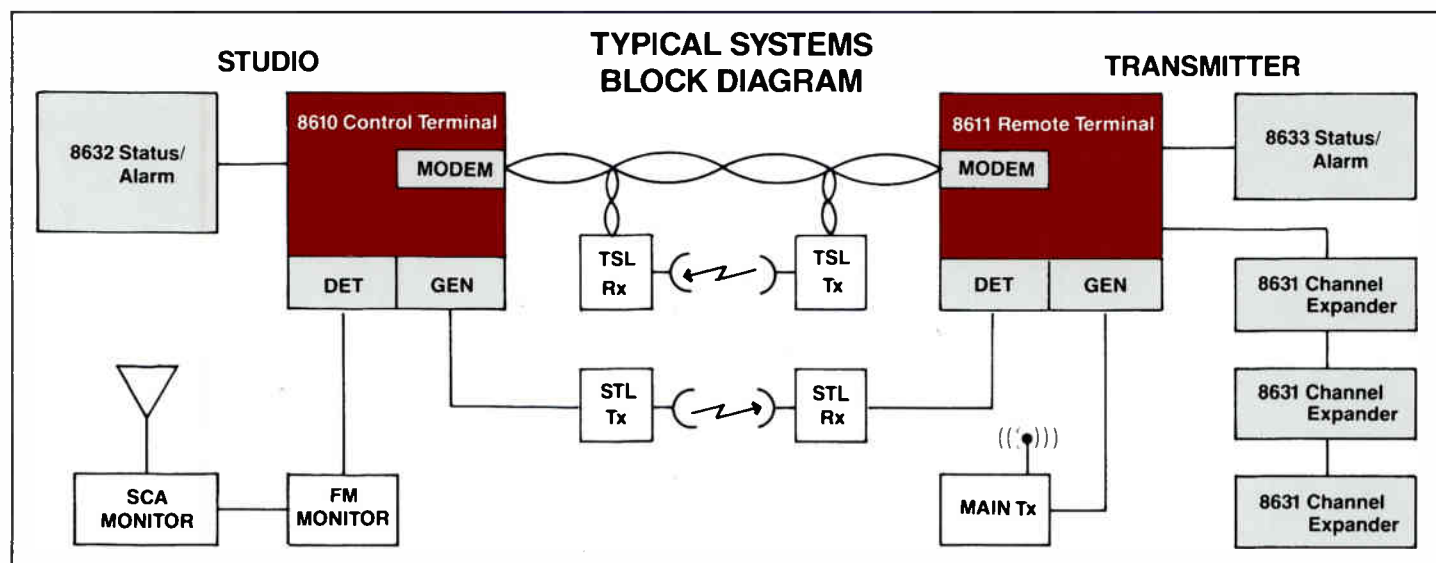 TYPICAL SYSTEMS
BLOCK DIAGRAM
STUDIO
TRANSMITTER
8632 Status/
Alarm
8610 Control Terminal
MODEM
DET
GEN
8611 Remote Terminal
MODEM
DET
GEN
8633 Status/
Alarm
TSL
Rx
TSL
Tx
8631 Channel
Expander
STL
Tx
STL
Rx
8631 Channel
Expander
SCA
MONITOR
FM
MONITOR
MAIN Tx
8631 Channel
Expander